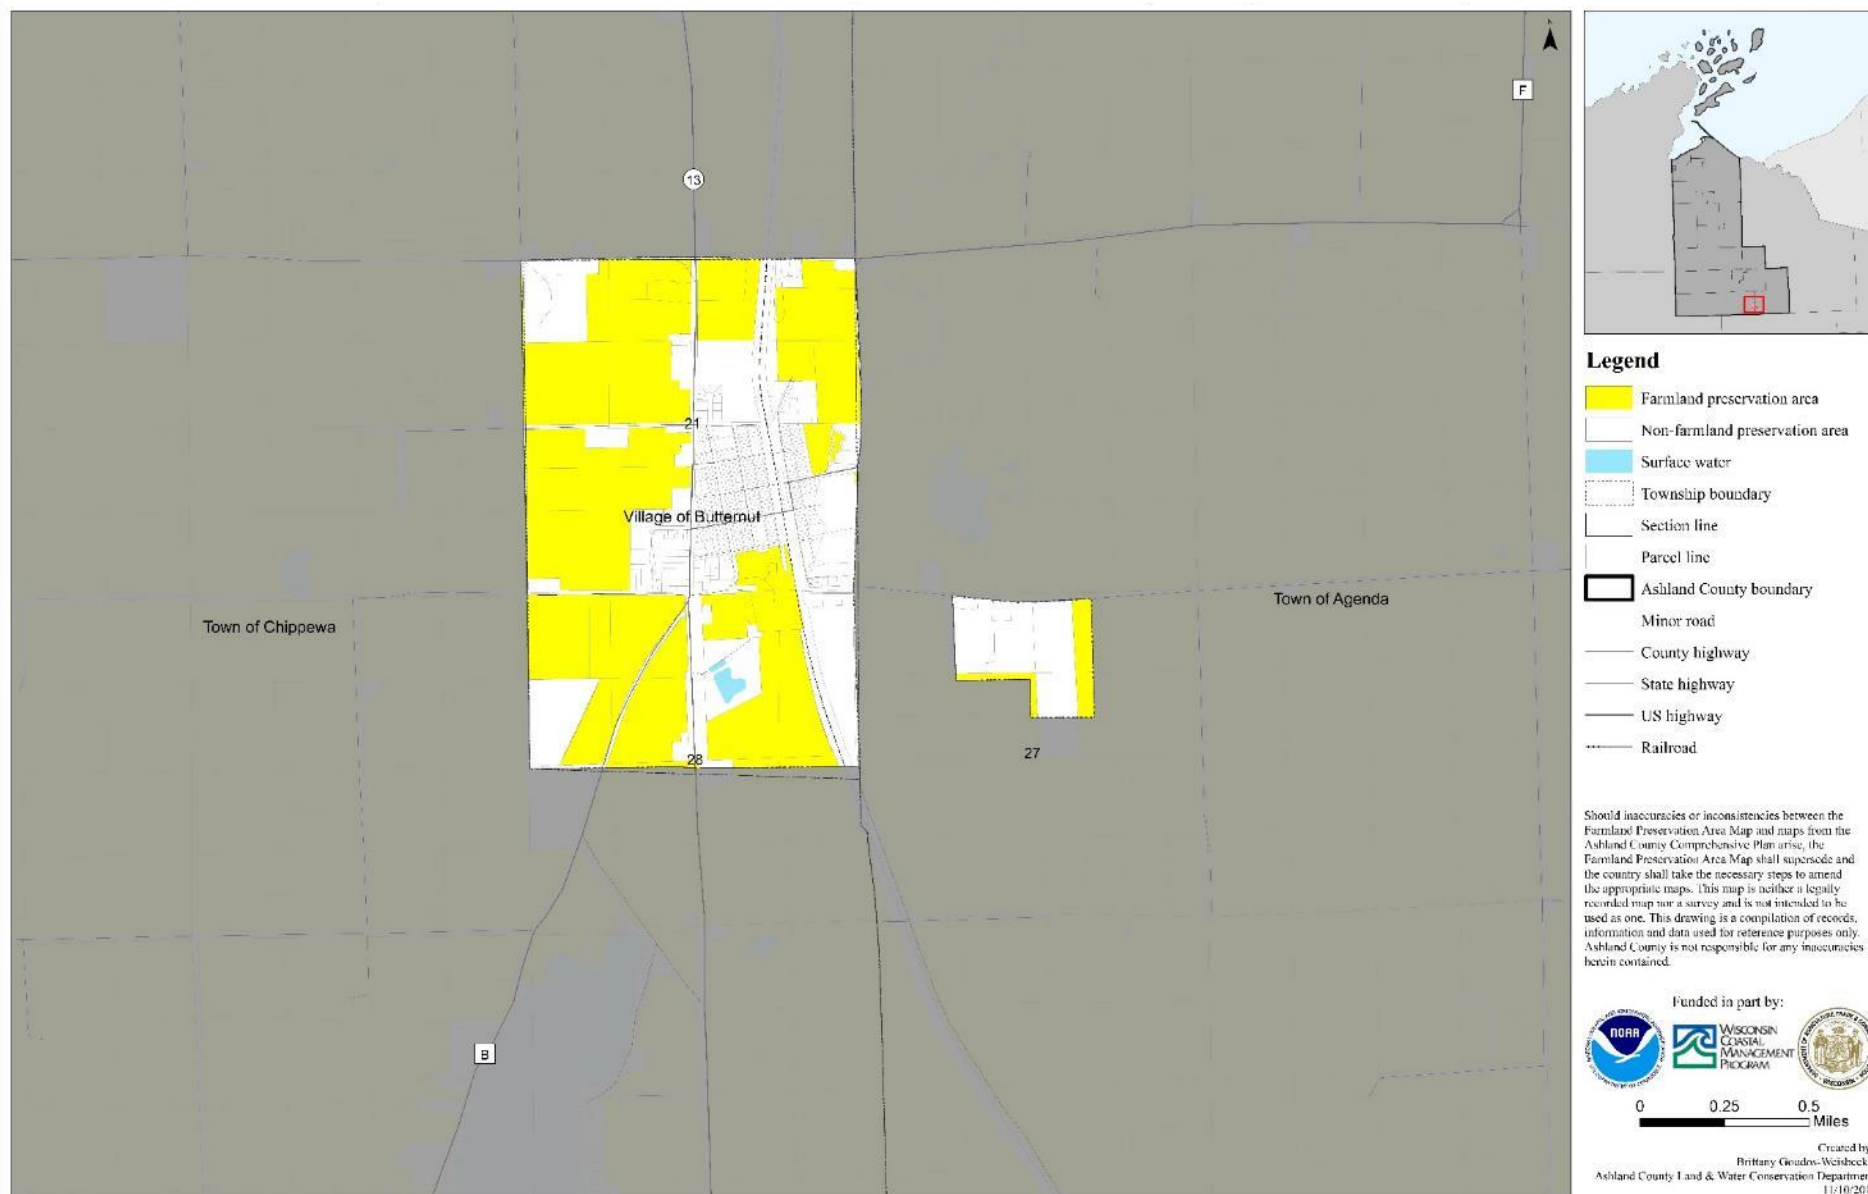 13
F
21
Village of Butternut
Town of Chippewa
Town of Agenda
28
27
B
Legend
Farmland preservation area
Non-farmland preservation area
Surface water
Township boundary
Section line
Parcel line
Ashland County boundary
Minor road
County highway
State highway
US highway
Railroad
Should inaccuracies or inconsistencies between the
Farmland Preservation Area Map and maps from the
Ashland County Comprehensive Plan arise, the
Farmland Preservation Area Map shall supersede and
the country shall take the necessary steps to amend
the appropriate maps. This map is neither a legally
recorded map nor a survey and is not intended to be
used as one. This drawing is a compilation of records,
information and data used for reference purposes only.
Ashland County is not responsible for any inaccuracies
herein contained.
Funded in part by:
NOAA
WISCONSIN
COASTAL
MANAGEMENT
PROGRAM
0 0.25 0.5
Miles
Created by
Brittany Goudos-Weisbeck
Ashland County Land & Water Conservation Departmen
11/10/201